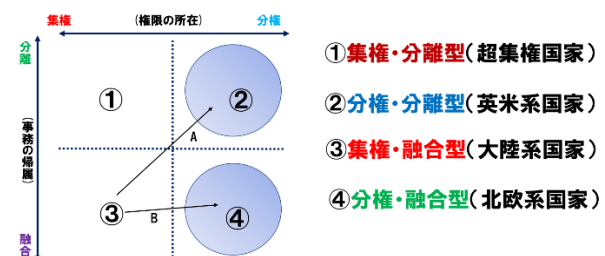 集権 (権限の所在) 分権
分離
(事務の帰属)
融合
①
②
A
③
B
④
①集権・分離型(超集権国家)
②分権・分離型(英米系国家)
③集権・融合型(大陸系国家)
④分権・融合型(北欧系国家)